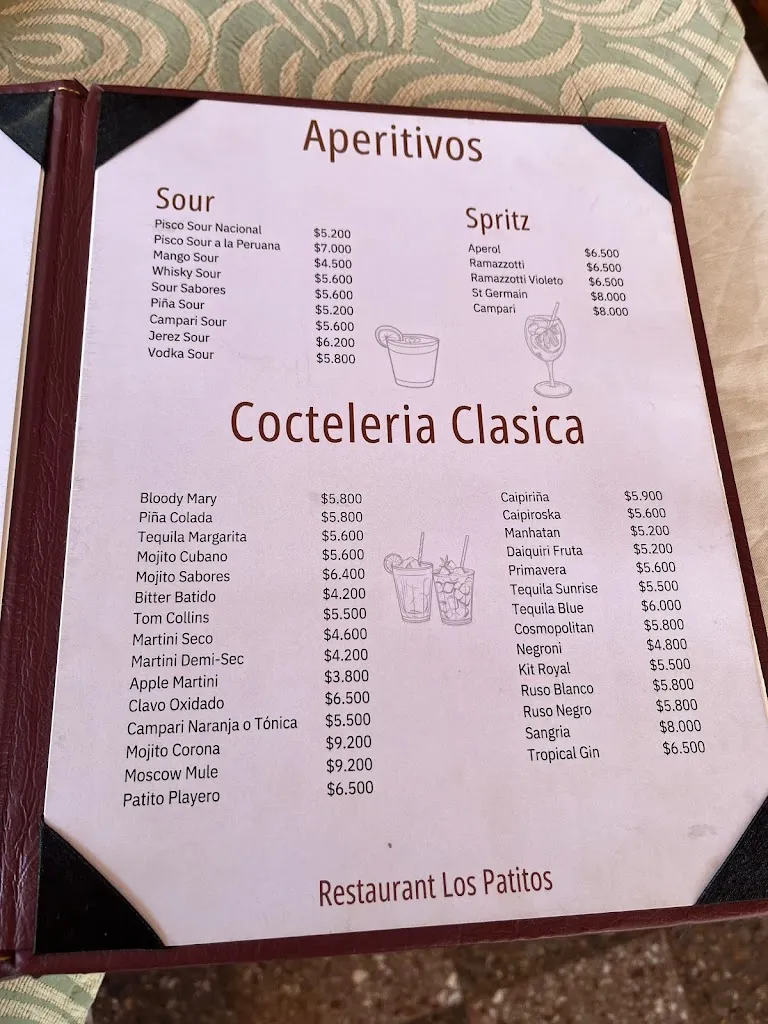 Aperitivos
Sour
Pisco Sour Nacional $5.200
Pisco Sour a la Peruana $7.000
Mango Sour $4.500
Whisky Sour $5.600
Sour Sabores $5.600
Piña Sour $5.200
Campari Sour $5.600
Jerez Sour $6.200
Vodka Sour $5.800
Spritz
Aperol $6.500
Ramazzotti $6.500
Ramazzotti Violeto $6.500
St Germain $8.000
Campari $8.000
Cocteleria Clasica
Bloody Mary $5.800
Piña Colada $5.800
Tequila Margarita $5.600
Mojito Cubano $5.600
Mojito Sabores $6.400
Bitter Batido $4.200
Tom Collins $5.500
Martini Seco $4.600
Martini Demi-Sec $4.200
Apple Martini $3.800
Clavo Oxidado $6.500
Campari Naranja o Tónica $5.500
Mojito Corona $9.200
Moscow Mule $9.200
Patito Playero $6.500
Caipiriña $5.900
Caipiroska $5.600
Manhatan $5.200
Daiquiri Fruta $5.200
Primavera $5.600
Tequila Sunrise $5.500
Tequila Blue $6.000
Cosmopolitan $5.800
Negroni $4.800
Kit Royal $5.500
Ruso Blanco $5.800
Ruso Negro $5.800
Sangria $8.000
Tropical Gin $6.500
Restaurant Los Patitos